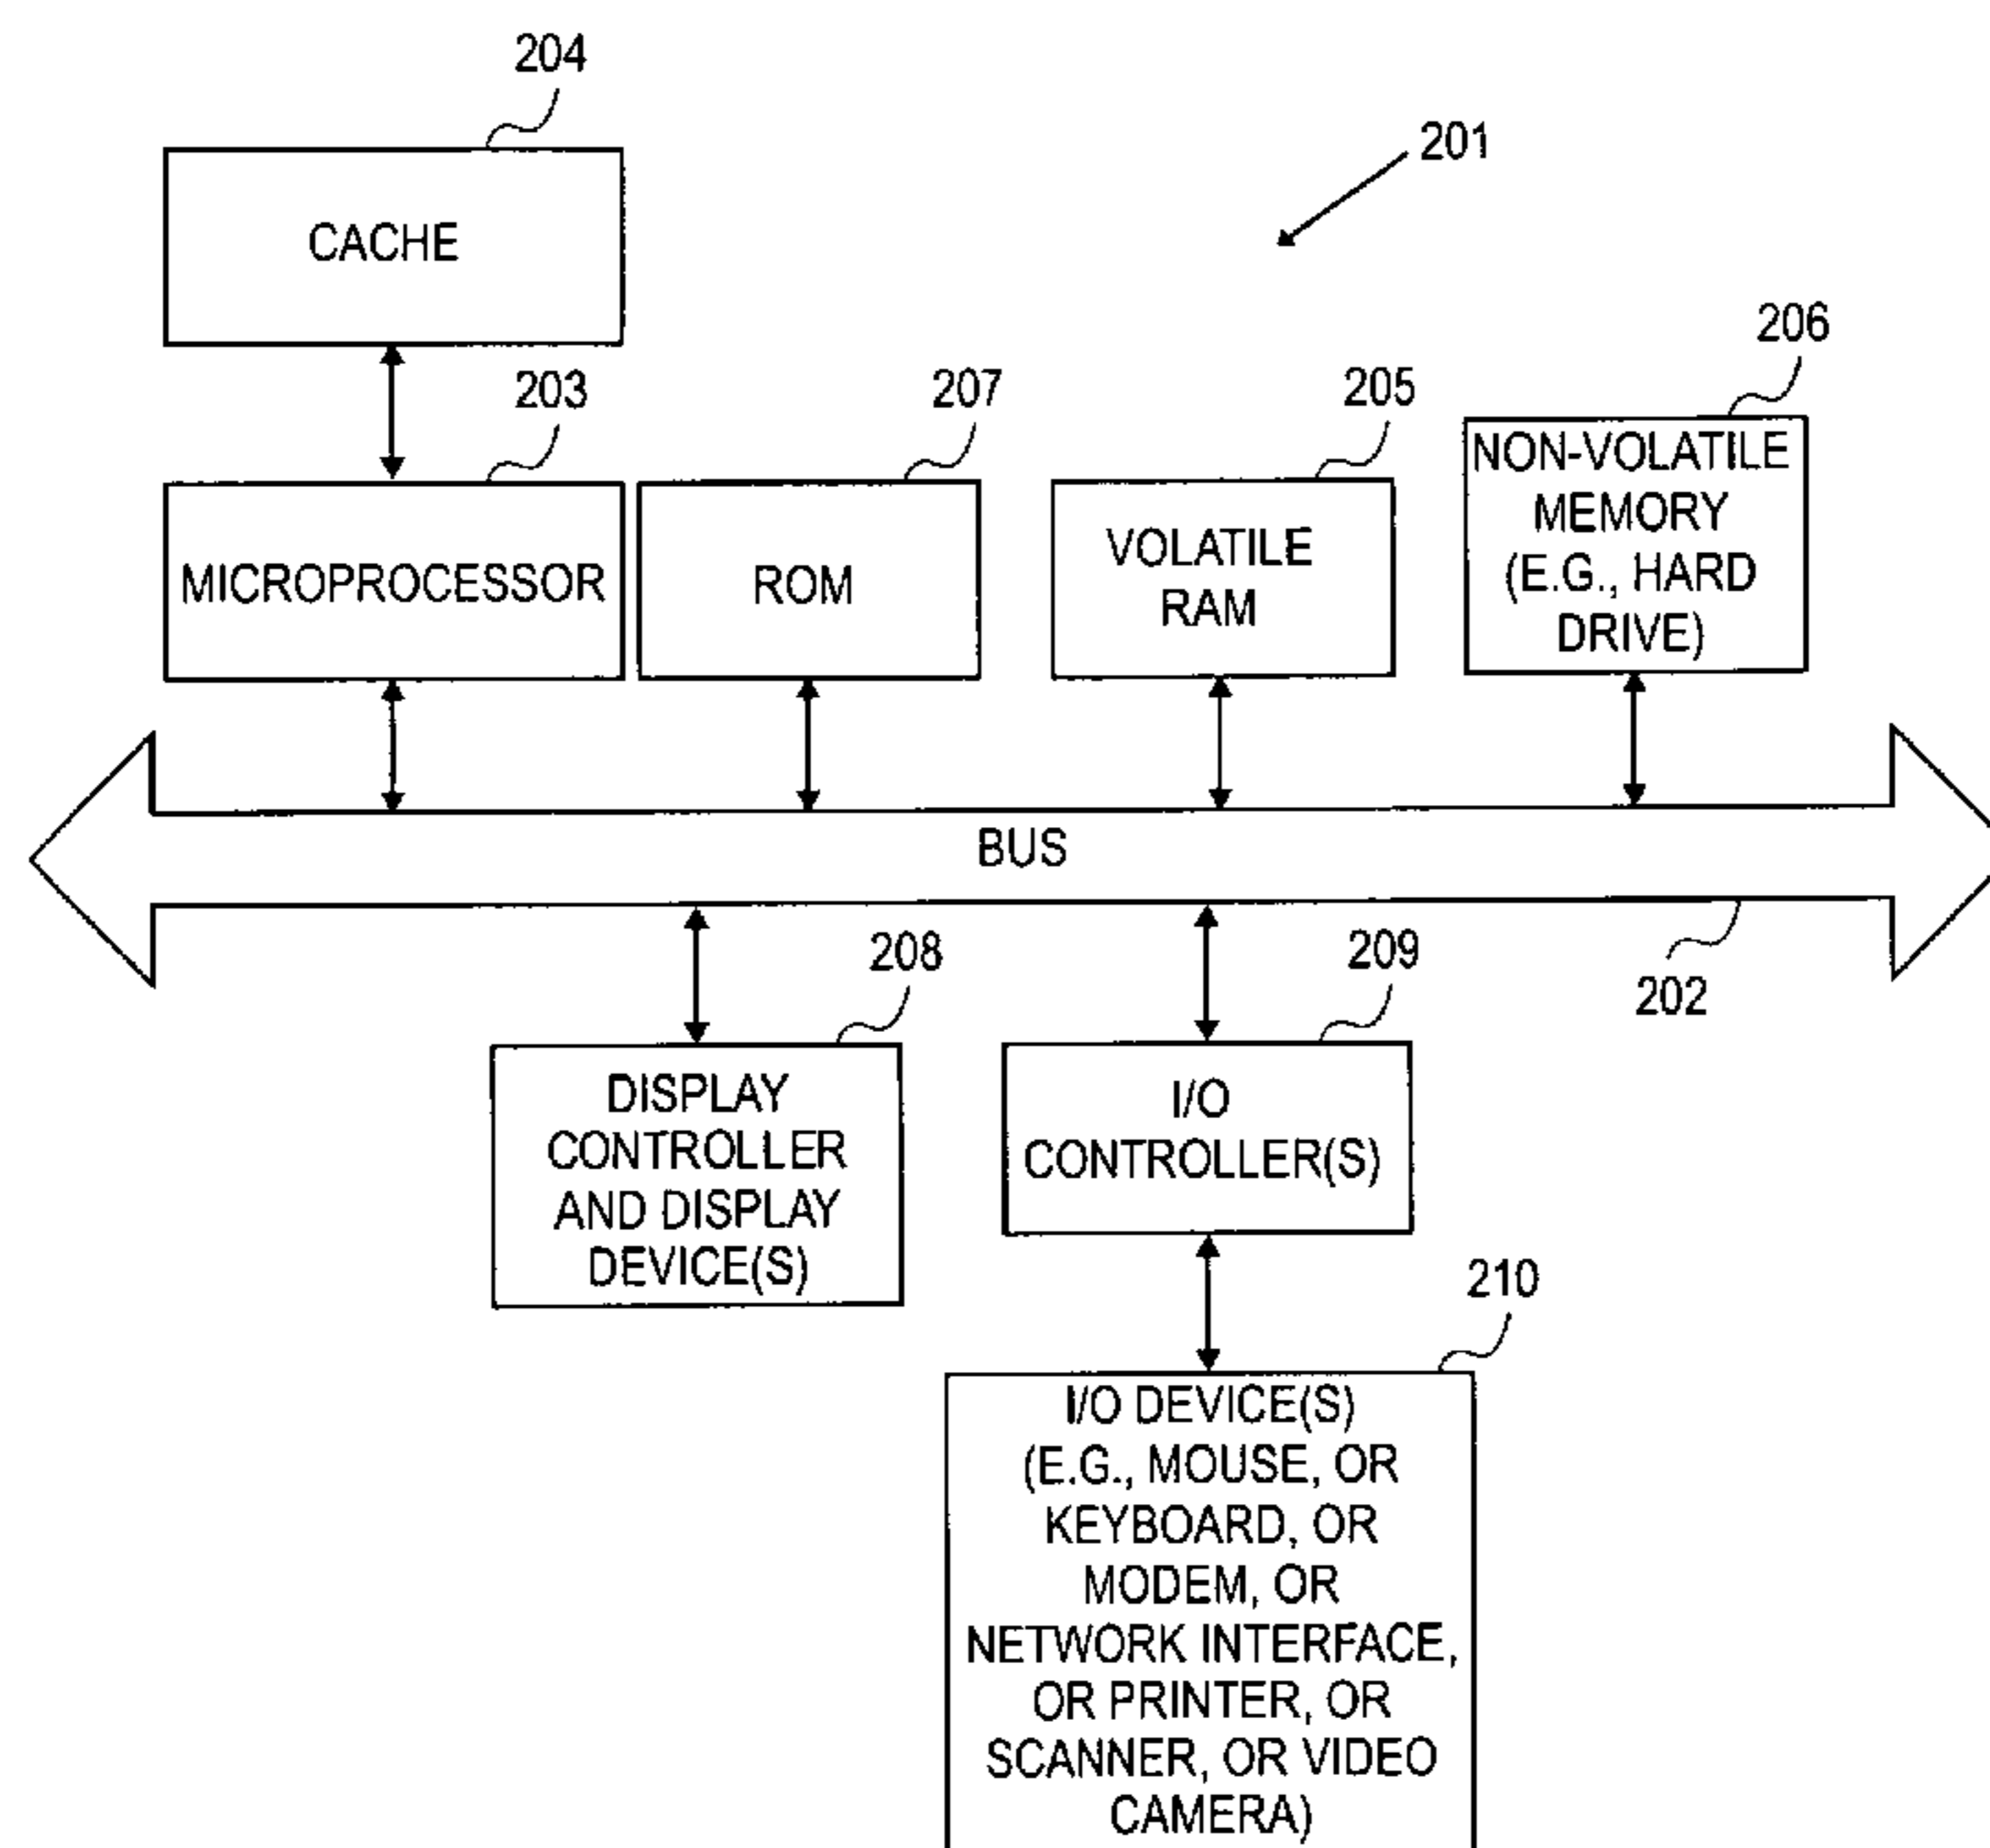 204
201
CACHE
206
203
207
205
NON-VOLATILE
MEMORY
(E.G., HARD
DRIVE)
MICROPROCESSOR
ROM
VOLATILE
RAM
BUS
208
209
202
DISPLAY
CONTROLLER
AND DISPLAY
DEVICE(S)
I/O
CONTROLLER(S)
210
I/O DEVICE(S)
(E.G., MOUSE, OR
KEYBOARD, OR
MODEM, OR
NETWORK INTERFACE,
OR PRINTER, OR
SCANNER, OR VIDEO
CAMERA)